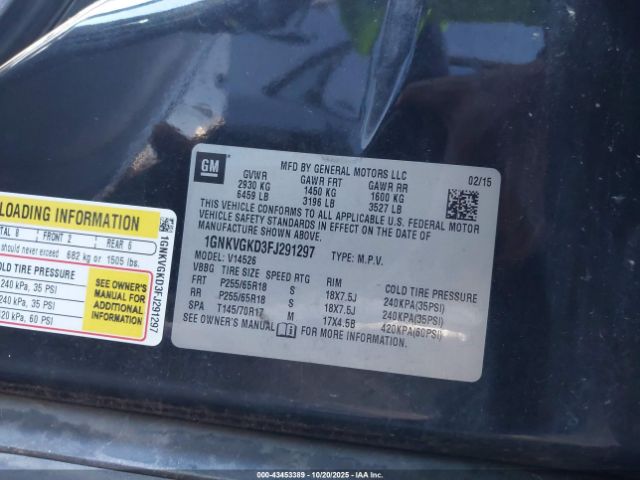 GM
MFD BY GENERAL MOTORS LLC
02/15
GVWR GAWR FRT GAWR RR
2930 KG 1450 KG 1600 KG
6459 LB 3196 LB 3527 LB
THIS VEHICLE CONFORMS TO ALL APPLICABLE U.S. FEDERAL MOTOR
VEHICLE SAFETY STANDARDS IN EFFECT ON THE DATE OF
MANUFACTURE SHOWN ABOVE.
1GNKVGKD3FJ291297 TYPE: M.P.V.
MODEL: V14526
VBBG TIRE SIZE SPEED RTG RIM COLD TIRE PRESSURE
FRT P255/65R18 S 18X7.5J 240KPA(35PSI)
RR P255/65R18 S 18X7.5J 240KPA(35PSI)
SPA T145/70R17 M 17X4.5B 420KPA(60PSI)
SEE OWNER'S MANUAL FOR MORE INFORMATION.
LOADING INFORMATION
8 FRONT 2 REAR 6
should never exceed 682 kg or 1505 lbs.
COLD TIRE PRESSURE
240 kPa, 35 PSI
240 kPa, 35 PSI
420 kPa, 60 PSI
SEE OWNER'S
MANUAL FOR
ADDITIONAL
INFORMATION
1GNKVGKD3FJ291297
000-43453389 10/20/2025 COPART IAA